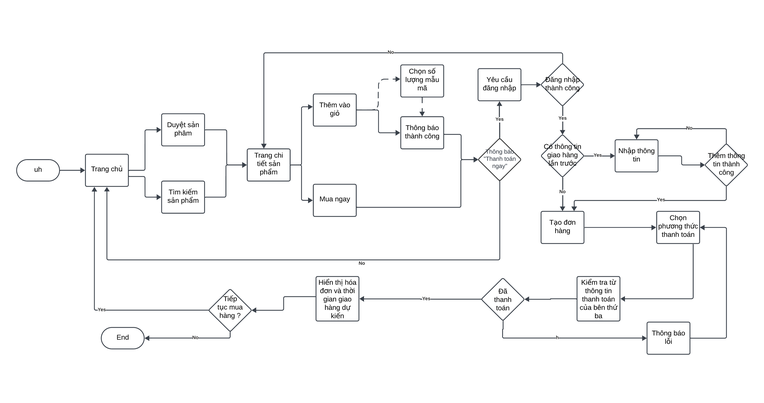 No
Chọn số
lượng mẫu
mã
Yêu cầu
đăng nhập
Đăng nhập
thành công
Thêm vào
giỏ
Duyệt sản
phẩm
Thông báo
thành công
Yes
Yes
No
Có thông tin
giao hàng
lần trước
Yes
Nhập thông
tin
Thêm thông
tin thành
công
uh
Trang chủ
Trang chi
tiết sản
phẩm
Thông báo
"Thanh toán
ngay"
Tìm kiếm
sản phẩm
Mua ngay
No
Yes
Tạo đơn
hàng
Chọn
phương thức
thanh toán
No
Hiển thị hóa
đơn và thời
gian giao
hàng dự
kiến
Đã
thanh
toán
Kiểm tra từ
thông tin
thanh toán
của bên thứ
ba
Tiếp
tục mua
hàng ?
Yes
Yes
End
No
Thông báo
lỗi